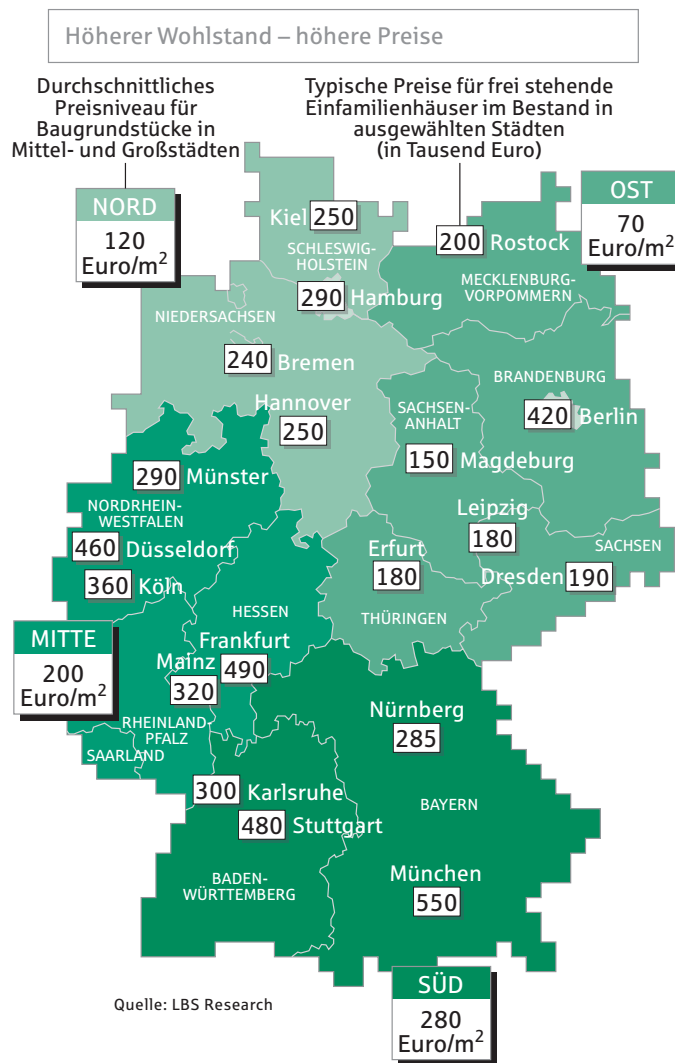 Höherer Wohlstand – höhere Preise
Durchschnittliches
Preisniveau für
Baugrundstücke in
Mittel- und Großstädten
Typische Preise für frei stehende
Einfamilienhäuser im Bestand in
ausgewählten Städten
(in Tausend Euro)
NORD
120
Euro/m²
OST
70
Euro/m²
Kiel 250
200 Rostock
SCHLESWIG-
HOLSTEIN
MECKLENBURG-
VORPOMMERN
290 Hamburg
NIEDERSACHSEN
240 Bremen
BRANDENBURG
420 Berlin
Hannover
250
SACHSEN-
ANHALT
150 Magdeburg
290 Münster
NORDRHEIN-
WESTFALEN
Leipzig
180
460 Düsseldorf
Erfurt
180
SACHSEN
Dresden 190
360 Köln
HESSEN
THÜRINGEN
MITTE
200
Euro/m²
Frankfurt
490
Mainz
320
RHEINLAND-
PFALZ
SAARLAND
Nürnberg
285
300 Karlsruhe
480 Stuttgart
BAYERN
BADEN-
WÜRTTEMBERG
München
550
SÜD
280
Euro/m²
Quelle: LBS Research